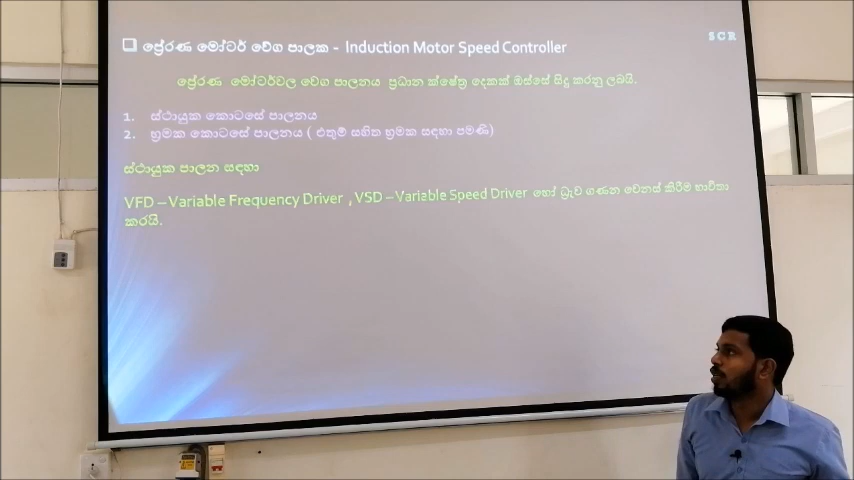 SCR
❑ ප්‍රේරණ මෝටර් වේග පාලක - Induction Motor Speed Controller
ප්‍රේරණ මෝටර්වල වේග පාලනය ප්‍රධාන ක්ෂේත්‍ර දෙකක් ඔස්සේ සිදු කරනු ලබයි.
1. ස්ථායුක කොටසේ පාලනය
2. භ්‍රමක කොටසේ පාලනය ( එතුම් සහිත භ්‍රමක සඳහා පමණි)
ස්ථායුක පාලන සඳහා
VFD – Variable Frequency Driver , VSD – Variable Speed Driver හෝ ධ්‍රුව ගණන වෙනස් කිරීම භාවිතා
කරයි.